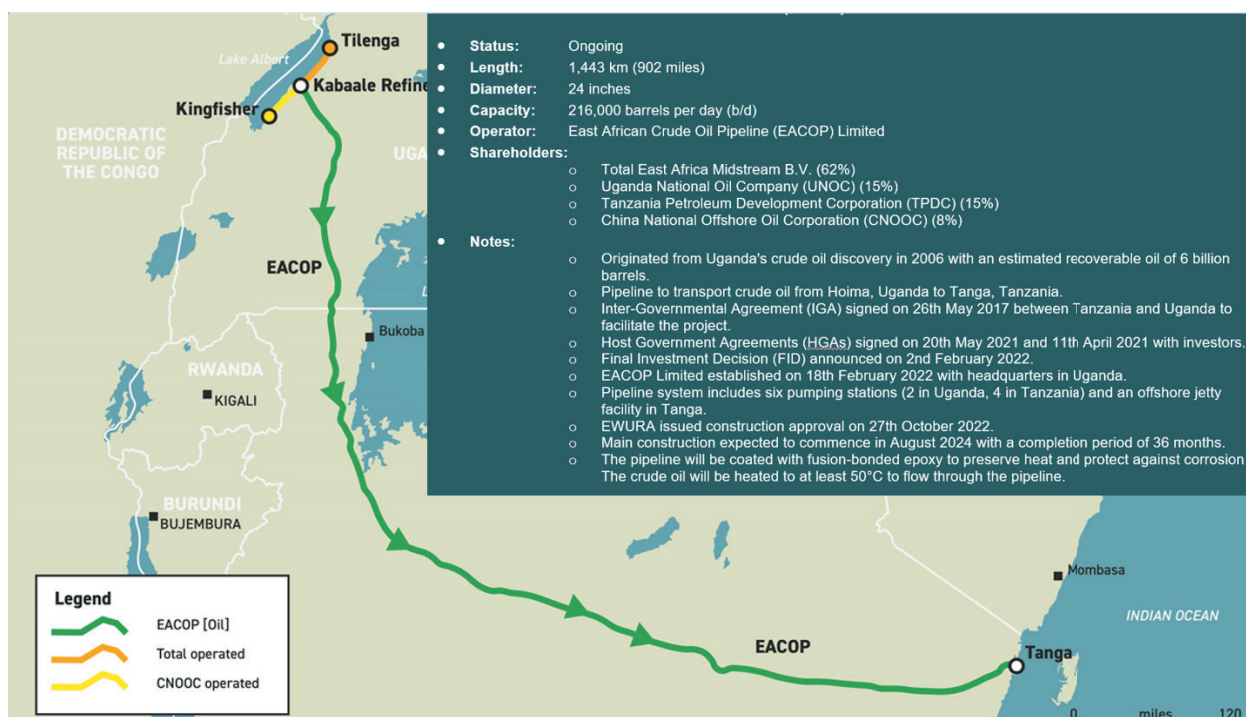 Tilenga
Lake Albert
Kabaale Refine
Kingfisher
DEMOCRATIC
REPUBLIC OF
THE CONGO
UGA
EACOP
Bukoba
L
RWANDA
KIGALI
BURUNDI
BUJEMBURA
● Status: Ongoing
● Length: 1,443 km (902 miles)
● Diameter: 24 inches
● Capacity: 216,000 barrels per day (b/d)
● Operator: East African Crude Oil Pipeline (EACOP) Limited
● Shareholders:
o Total East Africa Midstream B.V. (62%)
o Uganda National Oil Company (UNOC) (15%)
o Tanzania Petroleum Development Corporation (TPDC) (15%)
o China National Offshore Oil Corporation (CNOOC) (8%)
● Notes:
o Originated from Uganda's crude oil discovery in 2006 with an estimated recoverable oil of 6 billion
barrels.
o Pipeline to transport crude oil from Hoima, Uganda to Tanga, Tanzania.
o Inter-Governmental Agreement (IGA) signed on 26th May 2017 between Tanzania and Uganda to
facilitate the project.
o Host Government Agreements (HGAs) signed on 20th May 2021 and 11th April 2021 with investors.
o Final Investment Decision (FID) announced on 2nd February 2022.
o EACOP Limited established on 18th February 2022 with headquarters in Uganda.
o Pipeline system includes six pumping stations (2 in Uganda, 4 in Tanzania) and an offshore jetty
facility in Tanga.
o EWURA issued construction approval on 27th October 2022.
o Main construction expected to commence in August 2024 with a completion period of 36 months.
o The pipeline will be coated with fusion-bonded epoxy to preserve heat and protect against corrosion.
The crude oil will be heated to at least 50°C to flow through the pipeline.
Mombasa
INDIAN OCEAN
EACOP
Tanga
0 miles 120
Legend
EACOP [Oil]
Total operated
CNOOC operated